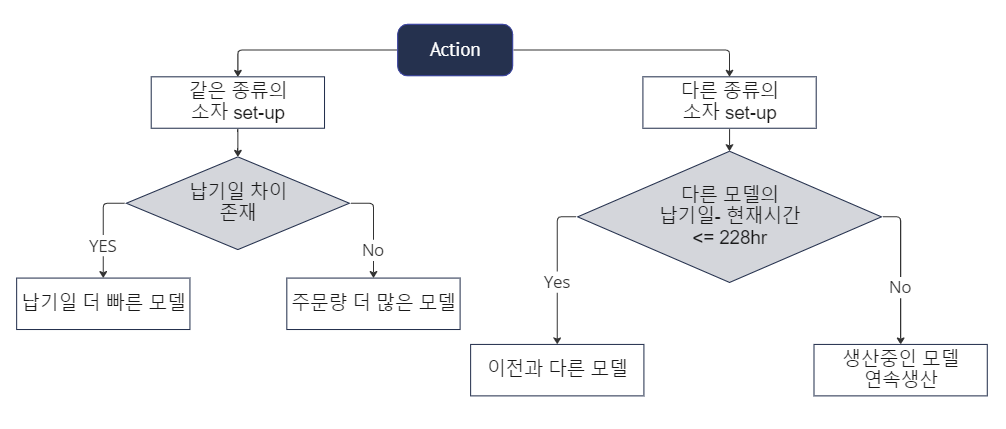 Action
같은 종류의
소자 set-up
다른 종류의
소자 set-up
납기일 차이
존재
다른 모델의
납기일- 현재시간
<= 228hr
YES
No
Yes
No
납기일 더 빠른 모델
주문량 더 많은 모델
이전과 다른 모델
생산중인 모델
연속생산